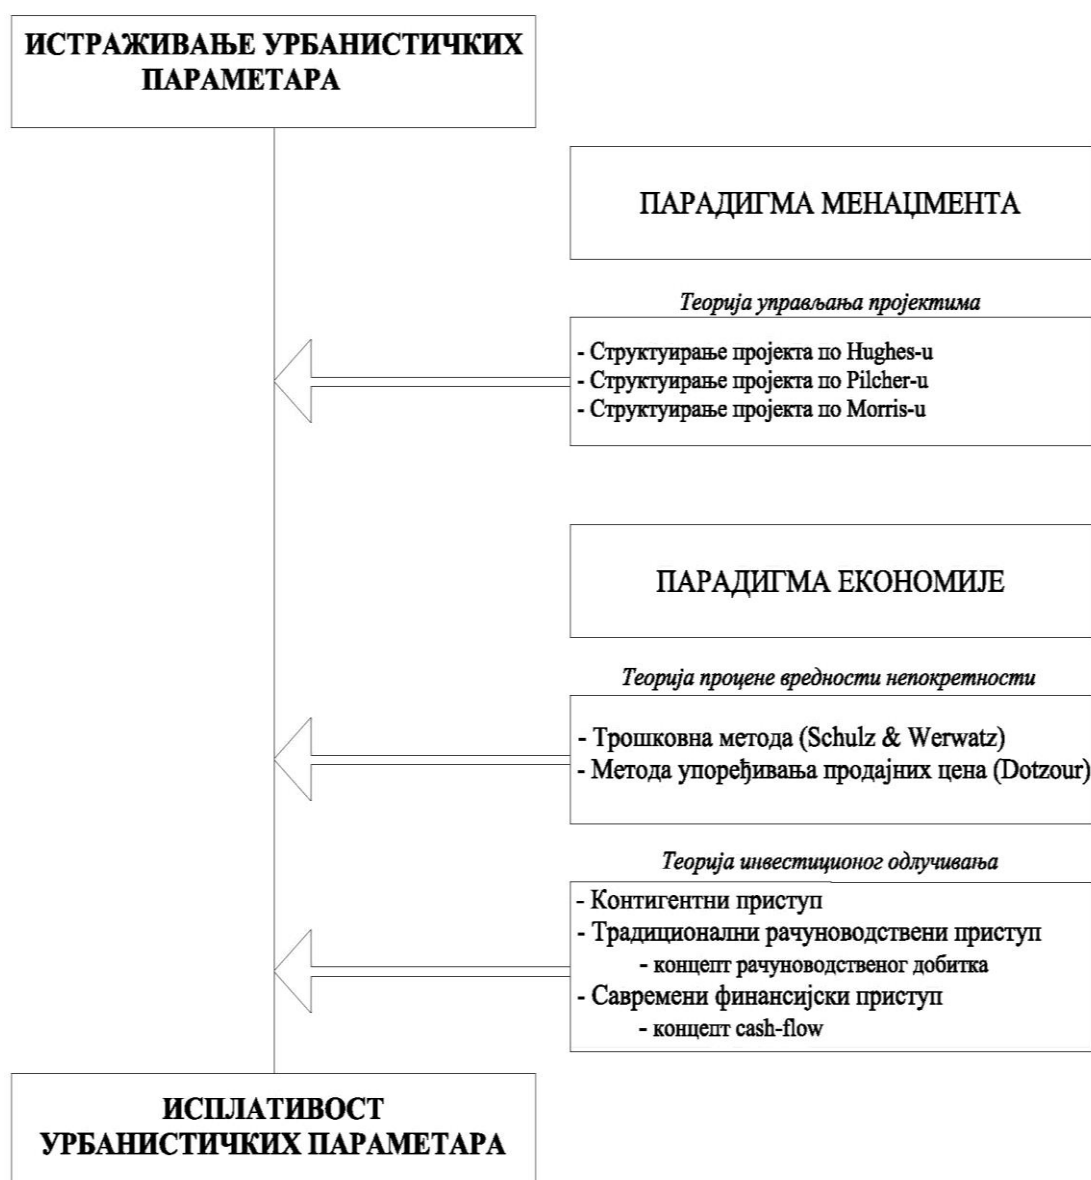 ИСТРАЖИВАЊЕ УРБАНИСТИЧКИХ
ПАРАМЕТАРА
ПАРАДИГМА МЕНАЏМЕНТА
Теорија управљања пројектима
- Структуирање пројекта по Hughes-u
- Структуирање пројекта по Pilcher-u
- Структуирање пројекта по Morris-u
ПАРАДИГМА ЕКОНОМИЈЕ
Теорија процене вредности непокретности
- Трошковна метода (Schulz & Werwatz)
- Метода упоређивања продајних цена (Dotzour)
Теорија инвестиционог одлучивања
- Контигентни приступ
- Традиционални рачуноводствени приступ
- концепт рачуноводственог добитка
- Савремени финансијски приступ
- концепт cash-flow
ИСПЛАТИВОСТ
УРБАНИСТИЧКИХ ПАРАМЕТАРА